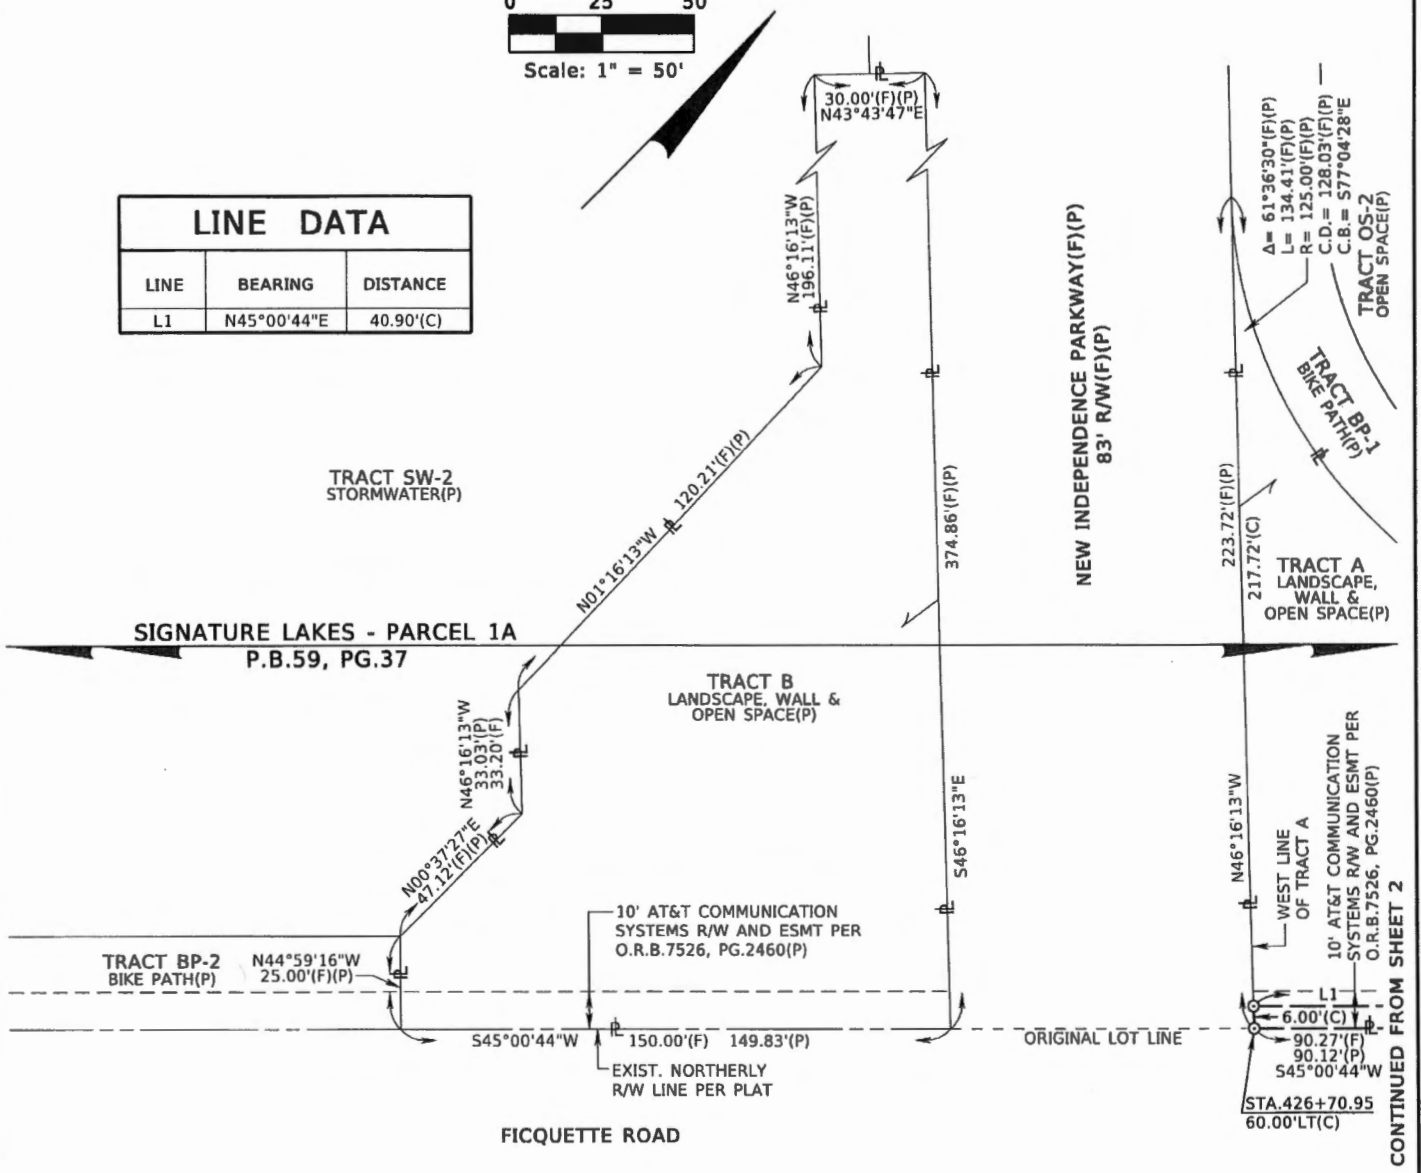 0 25 50
Scale: 1" = 50'
30.00'(F)(P)
N43°43'47"E
LINE DATA
LINE BEARING DISTANCE
L1 N45°00'44"E 40.90'(C)
N46°16'13"W
196.11'(F)(P)
NEW INDEPENDENCE PARKWAY(F)(P)
83' R/W(F)(P)
Δ= 61°36'30"(F)(P)
L= 134.41'(F)(P)
R= 125.00'(F)(P)
C.D.= 128.03'(F)(P)
C.B.= S77°04'28"E
TRACT OS-2
OPEN SPACE(P)
TRACT BP-1
BIKE PATH(P)
TRACT SW-2
STORMWATER(P)
N01°16'13"W 120.21'(F)(P)
374.86'(F)(P)
223.72'(F)(P)
217.72'(C)
TRACT A
LANDSCAPE,
WALL &
OPEN SPACE(P)
SIGNATURE LAKES - PARCEL 1A
P.B.59, PG.37
TRACT B
LANDSCAPE, WALL &
OPEN SPACE(P)
N46°16'13"W
33.03'(P)
33.20'(F)
S46°16'13"E
N46°16'13"W
WEST LINE
OF TRACT A
10' AT&T COMMUNICATION
SYSTEMS R/W AND ESMT PER
O.R.B.7526, PG.2460(P)
N00°37'27"E
47.12'(F)(P)
10' AT&T COMMUNICATION
SYSTEMS R/W AND ESMT PER
O.R.B.7526, PG.2460(P)
TRACT BP-2
BIKE PATH(P)
N44°59'16"W
25.00'(F)(P)
L1
6.00'(C)
S45°00'44"W 150.00'(F) 149.83'(P)
ORIGINAL LOT LINE
90.27'(F)
90.12'(P)
S45°00'44"W
EXIST. NORTHERLY
R/W LINE PER PLAT
STA.426+70.95
60.00'LT(C)
FICQUETTE ROAD
CONTINUED FROM SHEET 2